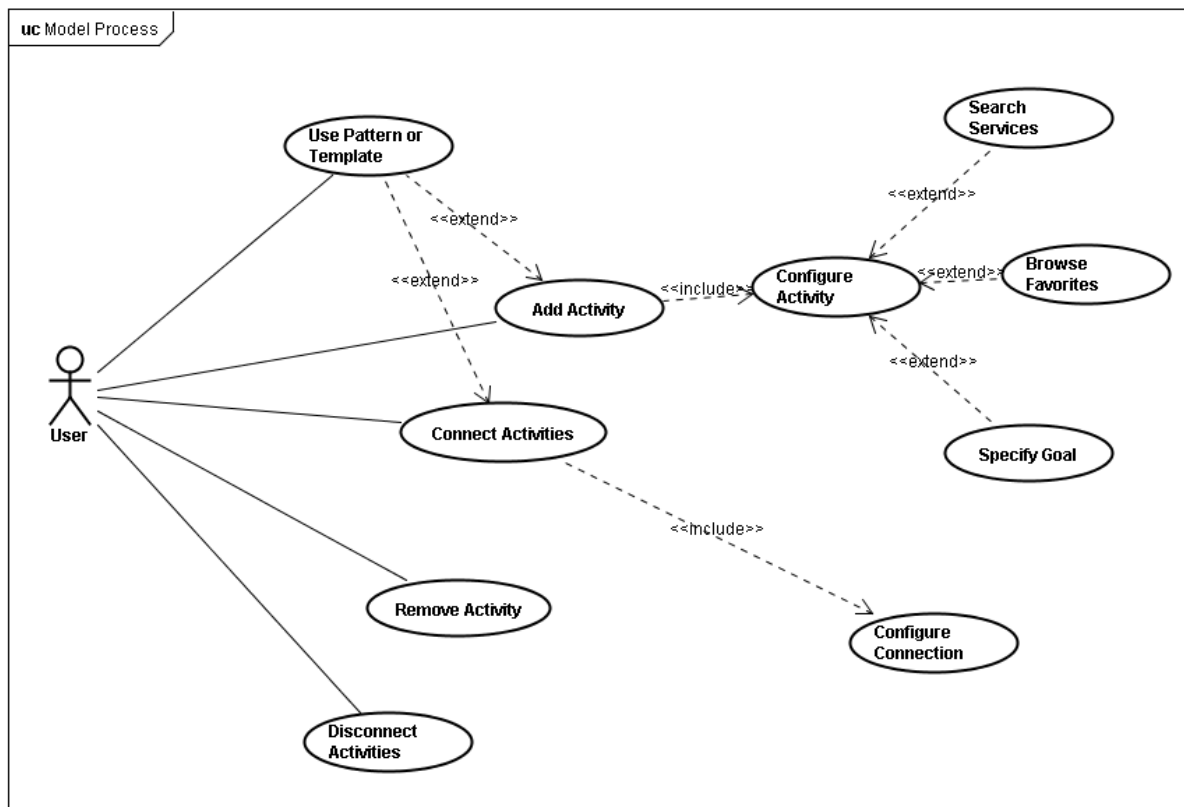 uc Model Process
Search
Services
Use Pattern or
Template
<<extend>>
<<extend>>
<<extend>>
Browse
Favorites
<<extend>>
Configure
Activity
<<include>>
Add Activity
<<extend>>
User
Connect Activities
Specify Goal
<<include>>
Remove Activity
Configure
Connection
Disconnect
Activities